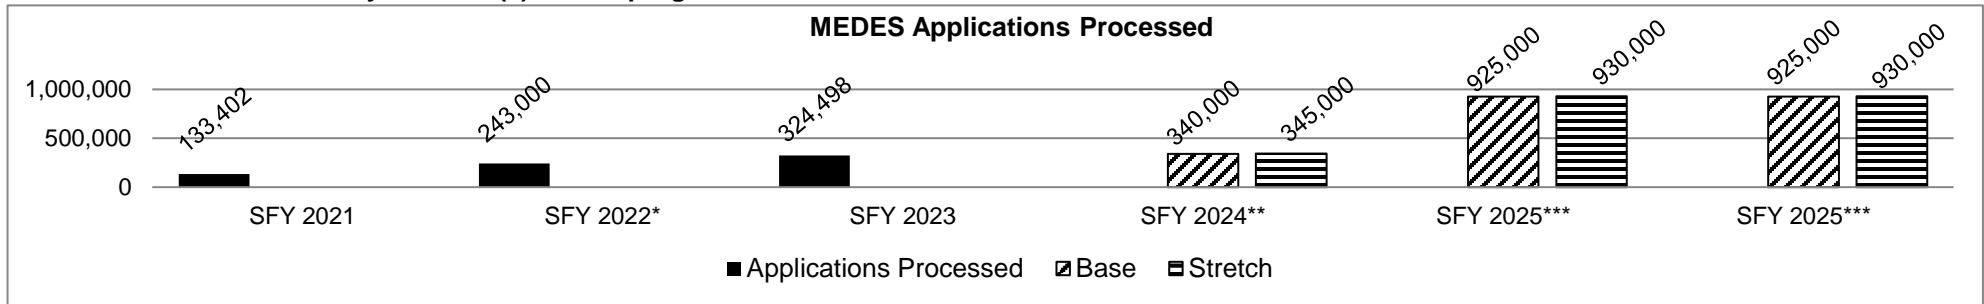 MEDES Applications Processed
133,402 243,000 324,498 340,000 345,000 925,000 930,000 925,000 930,000
1,000,000
500,000
0
SFY 2021 SFY 2022* SFY 2023 SFY 2024** SFY 2025*** SFY 2025***
Applications Processed Base Stretch